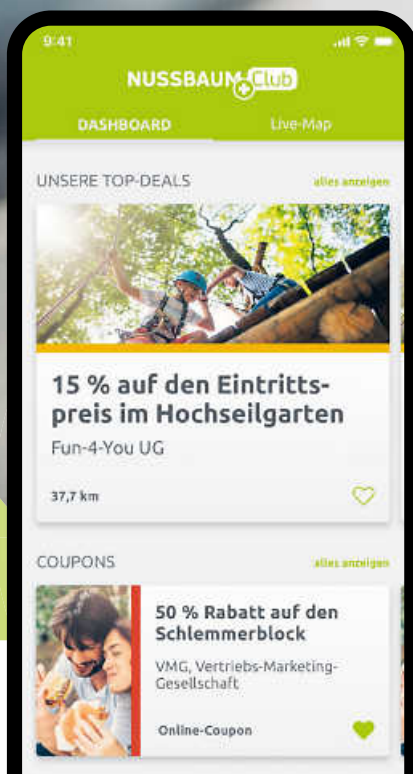 9:41
NUSSBAUM Club
DASHBOARD Live-Map
UNSERE TOP-DEALS alles anzeigen
15 % auf den Eintritts-
preis im Hochseilgarten
Fun-4-You UG
37,7 km
COUPONS alles anzeigen
50 % Rabatt auf den
Schlemmerblock
VMG, Vertriebs-Marketing-
Gesellschaft
Online-Coupon